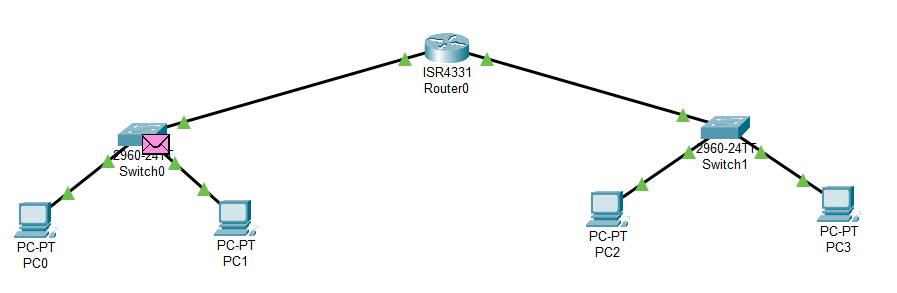 ISR4331
Router0
2960-24TT
Switch0
2960-24TT
Switch1
PC-PT
PC0
PC-PT
PC1
PC-PT
PC2
PC-PT
PC3